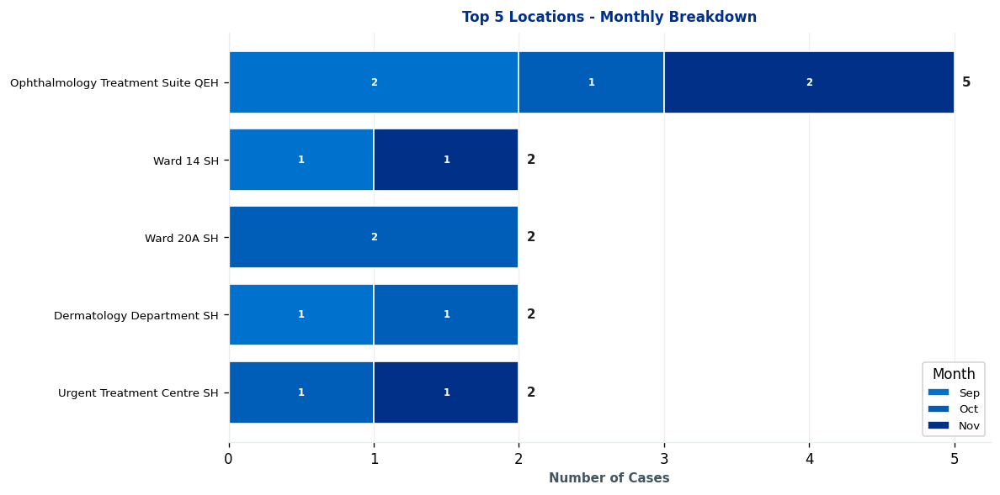 Top 5 Locations - Monthly Breakdown
Ophthalmology Treatment Suite QEH 2 1 2 5
Ward 14 SH 1 1 2
Ward 20A SH 2 2
Dermatology Department SH 1 1 2
Urgent Treatment Centre SH 1 1 2
Month
Sep
Oct
Nov
0 1 2 3 4 5
Number of Cases